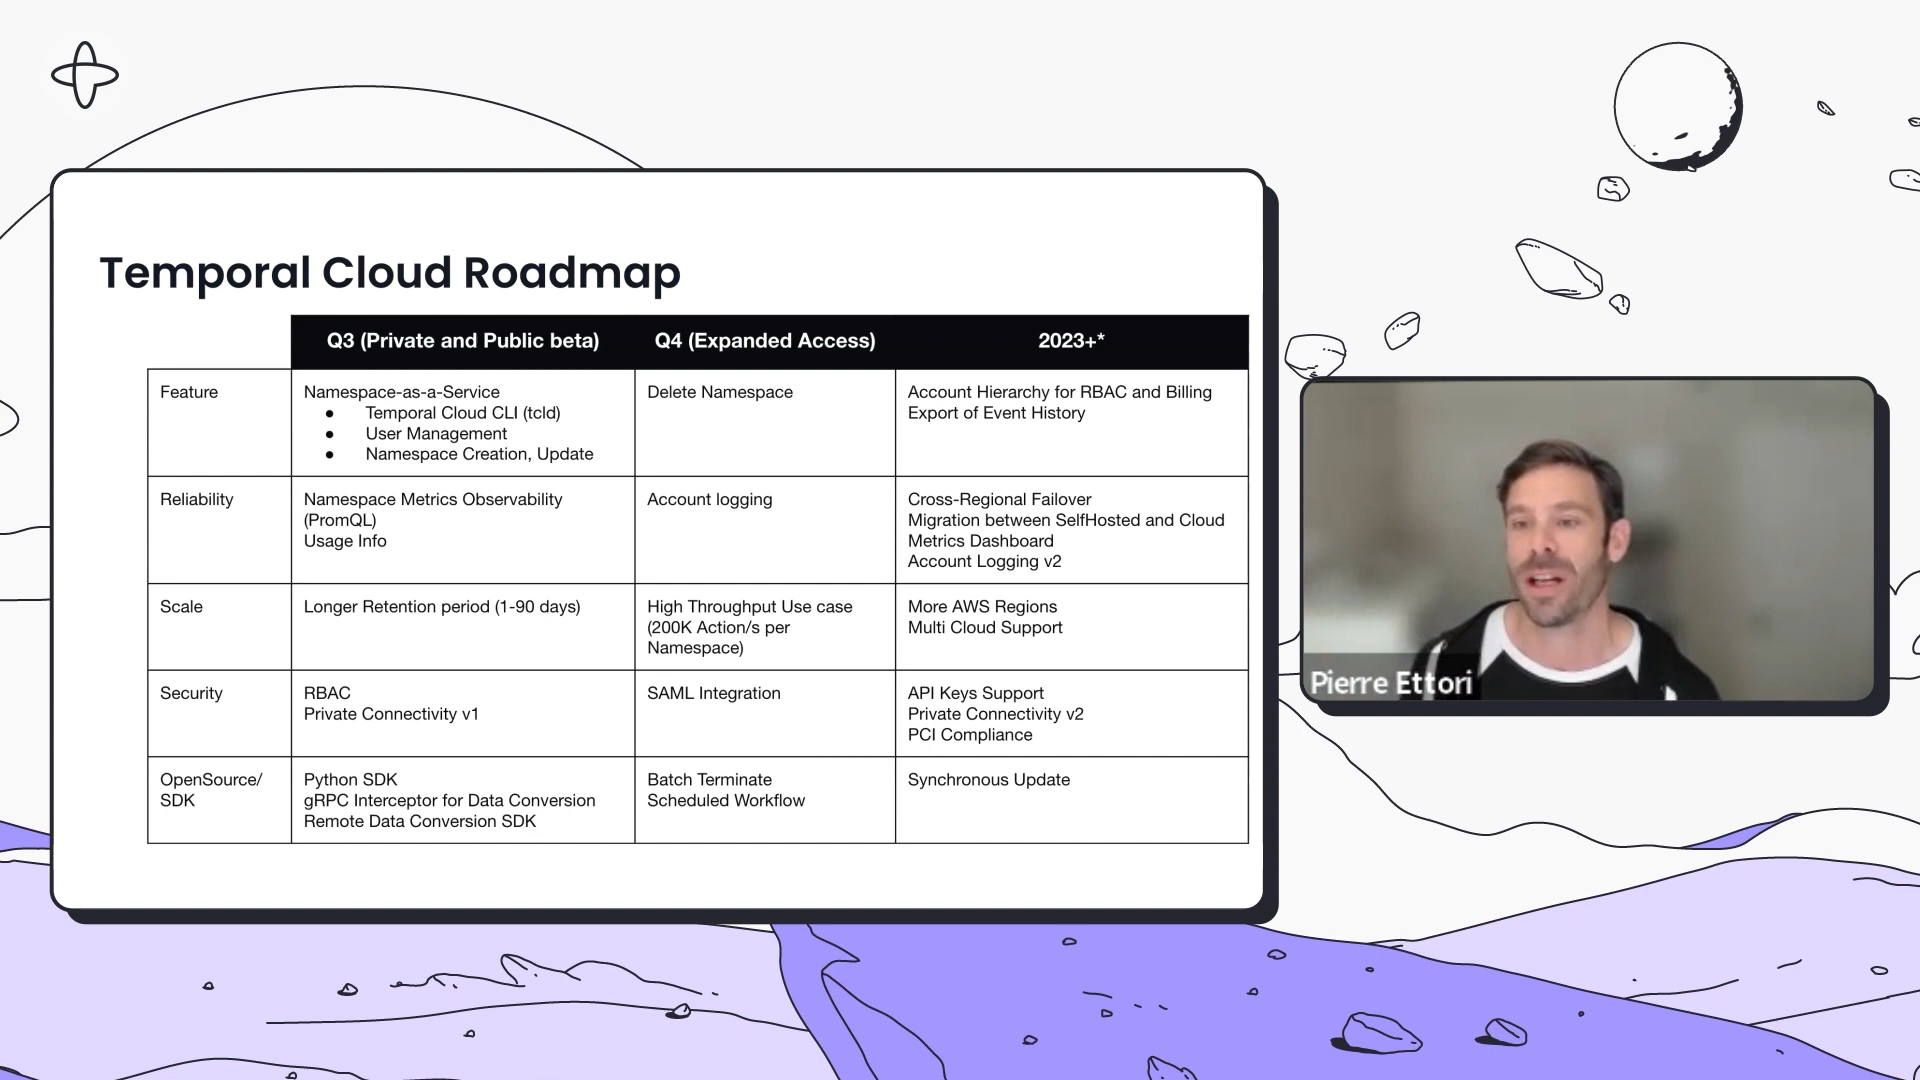 Temporal Cloud Roadmap
Q3 (Private and Public beta)
Q4 (Expanded Access)
2023+*
Feature
Namespace-as-a-Service
● Temporal Cloud CLI (tcld)
● User Management
● Namespace Creation, Update
Delete Namespace
Account Hierarchy for RBAC and Billing
Export of Event History
Reliability
Namespace Metrics Observability
(PromQL)
Usage Info
Account logging
Cross-Regional Failover
Migration between SelfHosted and Cloud
Metrics Dashboard
Account Logging v2
Scale
Longer Retention period (1-90 days)
High Throughput Use case
(200K Action/s per
Namespace)
More AWS Regions
Multi Cloud Support
Security
RBAC
Private Connectivity v1
SAML Integration
API Keys Support
Private Connectivity v2
PCI Compliance
OpenSource/
SDK
Python SDK
gRPC Interceptor for Data Conversion
Remote Data Conversion SDK
Batch Terminate
Scheduled Workflow
Synchronous Update
Pierre Ettori